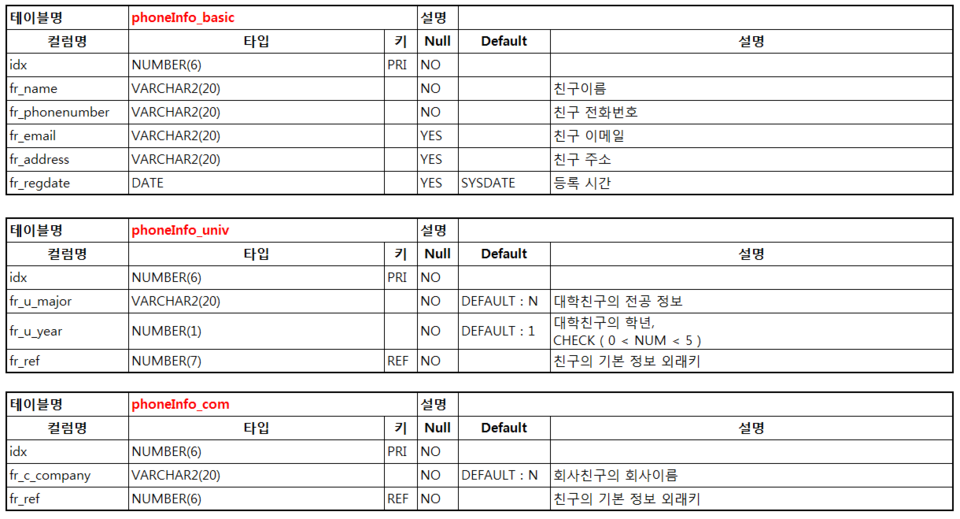 테이블명 phoneInfo_basic 설명
컬럼명 타입 키 Null Default 설명
idx NUMBER(6) PRI NO
fr_name VARCHAR2(20) NO 친구이름
fr_phonenumber VARCHAR2(20) NO 친구 전화번호
fr_email VARCHAR2(20) YES 친구 이메일
fr_address VARCHAR2(20) YES 친구 주소
fr_regdate DATE YES SYSDATE 등록 시간
테이블명 phoneInfo_univ 설명
컬럼명 타입 키 Null Default 설명
idx NUMBER(6) PRI NO
fr_u_major VARCHAR2(20) NO DEFAULT : N 대학친구의 전공 정보
fr_u_year NUMBER(1) NO DEFAULT : 1 대학친구의 학년,
CHECK ( 0 < NUM < 5 )
fr_ref NUMBER(7) REF NO 친구의 기본 정보 외래키
테이블명 phoneInfo_com 설명
컬럼명 타입 키 Null Default 설명
idx NUMBER(6) PRI NO
fr_c_company VARCHAR2(20) NO DEFAULT : N 회사친구의 회사이름
fr_ref NUMBER(6) REF NO 친구의 기본 정보 외래키